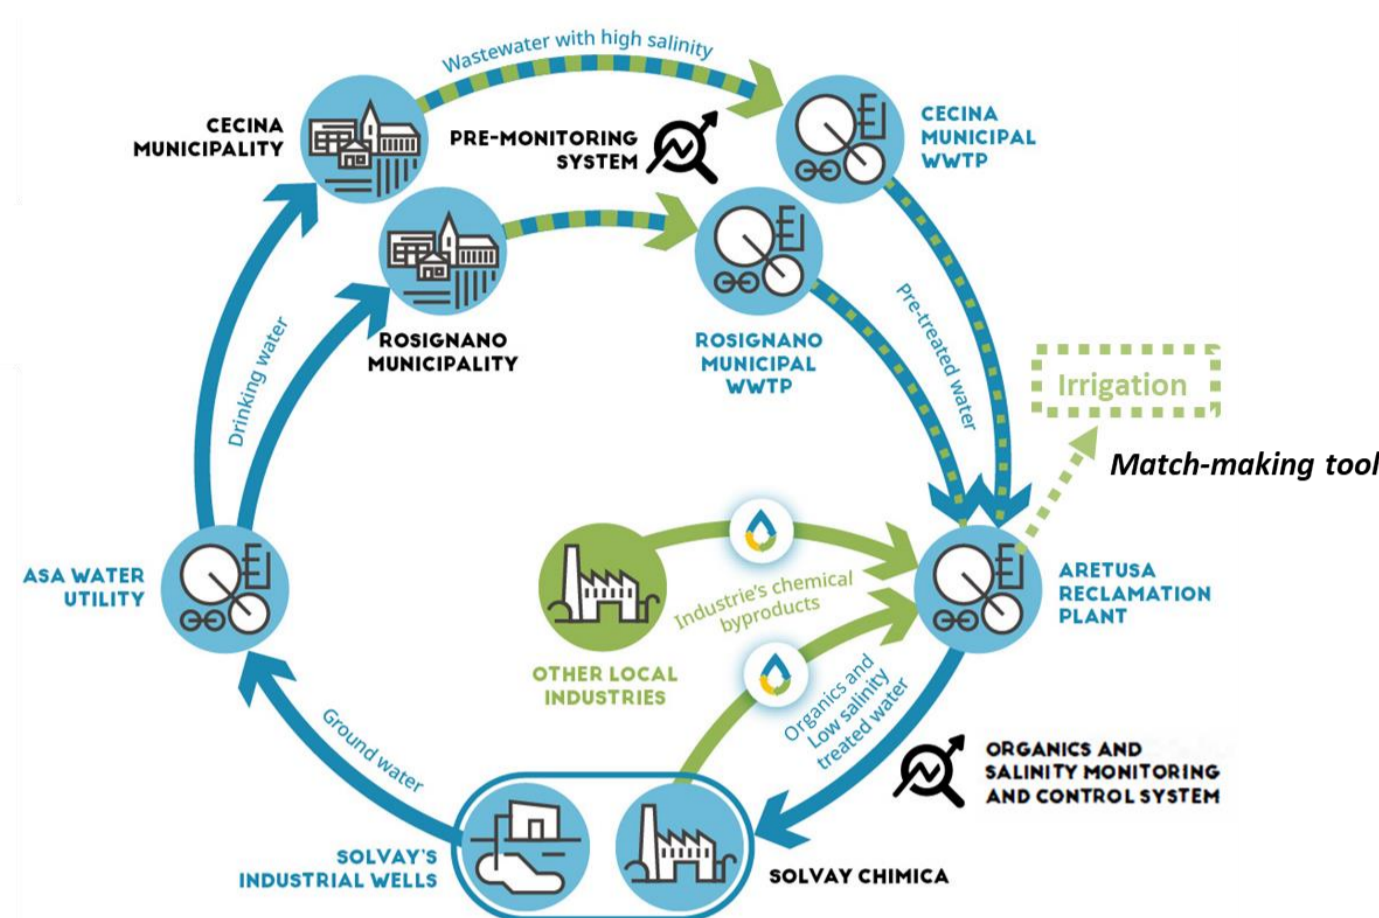 Wastewater with high salinity
CECINA
MUNICIPALITY
PRE-MONITORING
SYSTEM
CECINA
MUNICIPAL
WWTP
ROSIGNANO
MUNICIPALITY
ROSIGNANO
MUNICIPAL
WWTP
Drinking water
Pre-treated water
Irrigation
Match-making tool
ASA WATER
UTILITY
Industrie's chemical
byproducts
ARETUSA
RECLAMATION
PLANT
OTHER LOCAL
INDUSTRIES
Organics and
Low salinity
treated water
Ground water
ORGANICS AND
SALINITY MONITORING
AND CONTROL SYSTEM
SOLVAY'S
INDUSTRIAL WELLS
SOLVAY CHIMICA